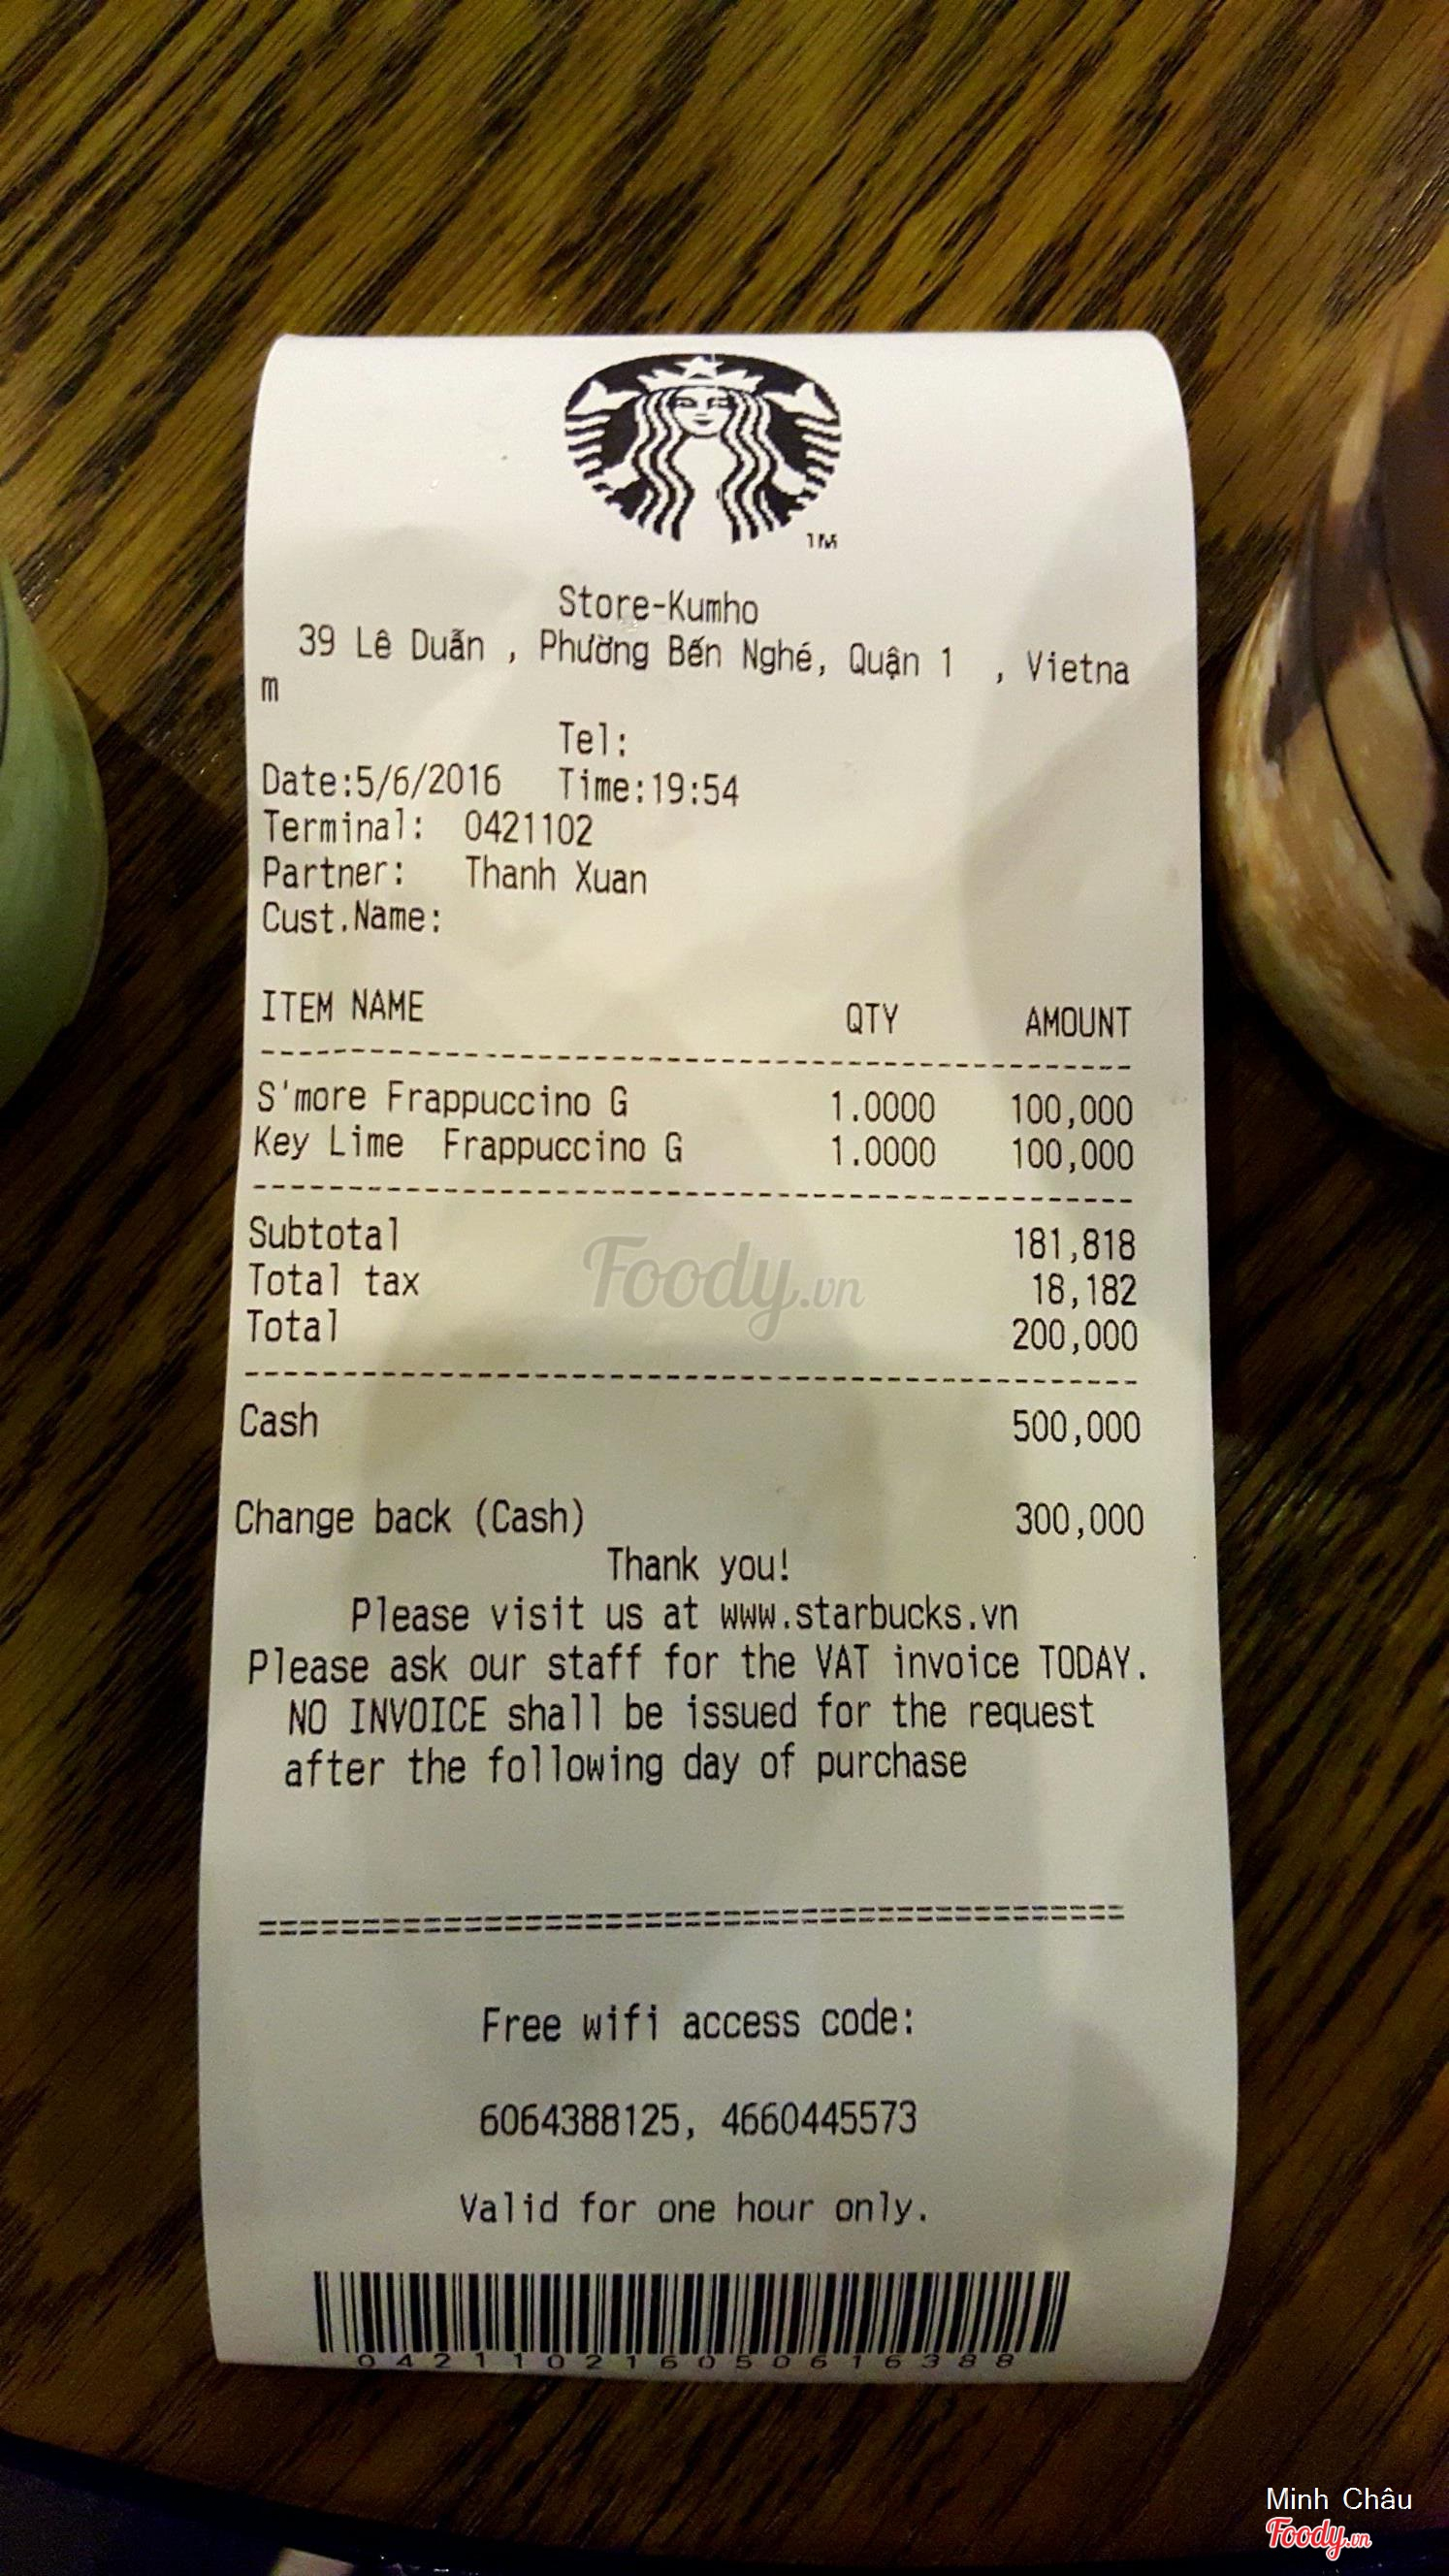 TM
Store-Kumho
39 Lê Duẩn , Phường Bến Nghé, Quận 1 , Vietna
m
Tel:
Date:5/6/2016 Time:19:54
Terminal: 0421102
Partner: Thanh Xuan
Cust.Name:
ITEM NAME QTY AMOUNT
S'more Frappuccino G 1.0000 100,000
Key Lime Frappuccino G 1.0000 100,000
Subtotal 181,818
Total tax 18,182
Total 200,000
Foody.vn
Cash 500,000
Change back (Cash) 300,000
Thank you!
Please visit us at www.starbucks.vn
Please ask our staff for the VAT invoice TODAY.
NO INVOICE shall be issued for the request
after the following day of purchase
Free wifi access code:
6064388125, 4660445573
Valid for one hour only.
042110216050616388
Minh Châu
Foody.vn